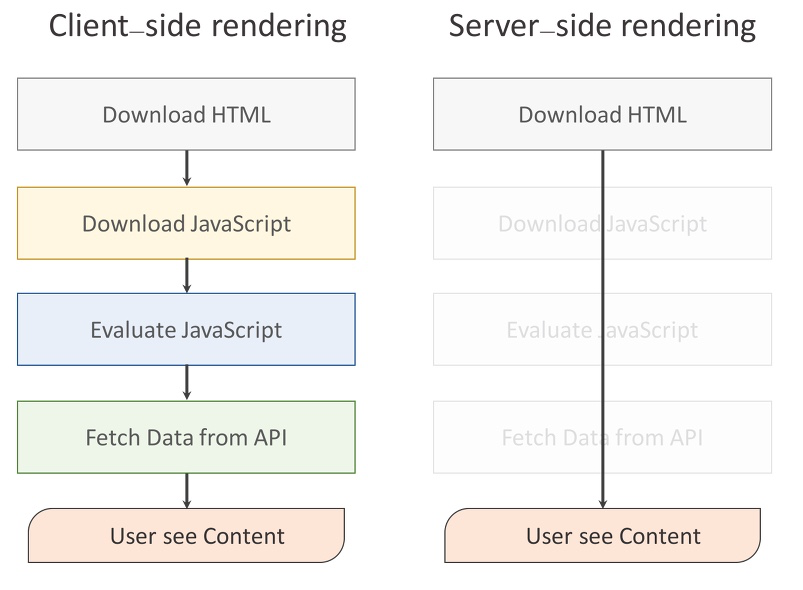 Client–side rendering
Download HTML
Download JavaScript
Evaluate JavaScript
Fetch Data from API
User see Content
Server–side rendering
Download HTML
Download JavaScript
Evaluate JavaScript
Fetch Data from API
User see Content